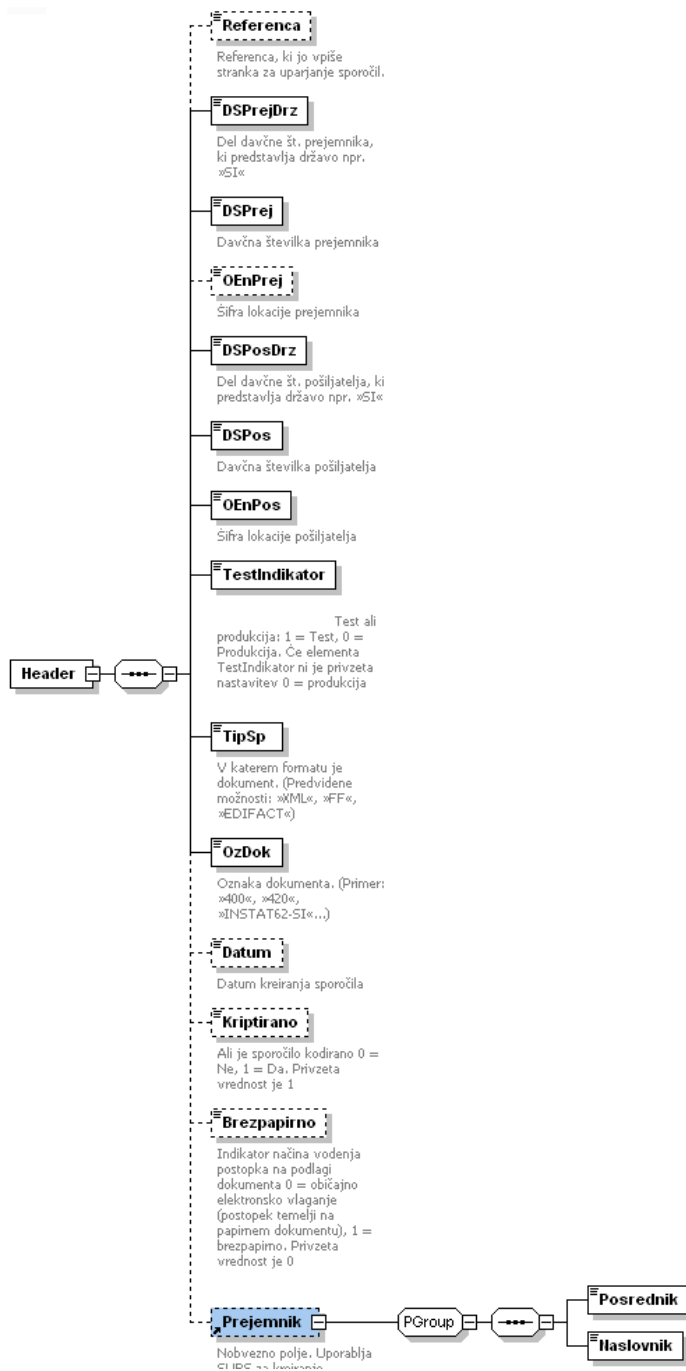 Referenca
Referenca, ki jo vpiše
stranka za uparjanje sporočil.
DSPrejDrz
Del davčne št. prejemnika,
ki predstavlja državo npr.
»SI«
DSPrej
Davčna številka prejemnika
OEnPrej
Šifra lokacije prejemnika
DSPosDrz
Del davčne št. pošiljatelja, ki
predstavlja državo npr. »SI«
DSPos
Davčna številka pošiljatelja
OEnPos
Šifra lokacije pošiljatelja
TestIndikator
Test ali
produkcija: 1 = Test, 0 =
Produkcija. Če elementa
TestIndikator ni je privzeta
nastavitev 0 = produkcija
Header
TipSp
V katerem formatu je
dokument. (Predvidene
možnosti: »XML«, »FF«,
»EDIFACT«)
OzDok
Oznaka dokumenta. (Primer:
»400«, »420«,
»INSTAT62-SI«...)
Datum
Datum kreiranja sporočila
Kriptirano
Ali je sporočilo kodirano 0 =
Ne, 1 = Da. Privzeta
vrednost je 1
Brezpapirno
Indikator načina vodenja
postopka na podlagi
dokumenta 0 = običajno
elektronsko vlaganje
(postopek temelji na
papirnem dokumentu), 1 =
brezpapirno. Privzeta
vrednost je 0
Prejemnik
PGroup
Posrednik
Naslovnik
Nobvezno polje. Uporablja
SURS za kreiranje